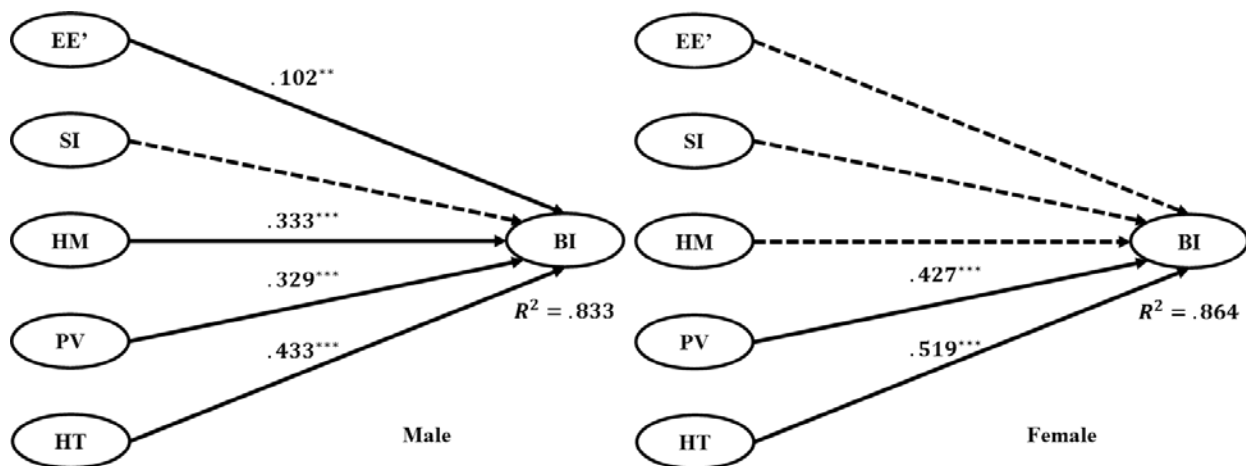 EE’
.102**
SI
HM
.333***
BI
.329***
R² = .833
PV
.433***
HT
Male
EE’
SI
HM
BI
.427***
R² = .864
PV
.519***
HT
Female